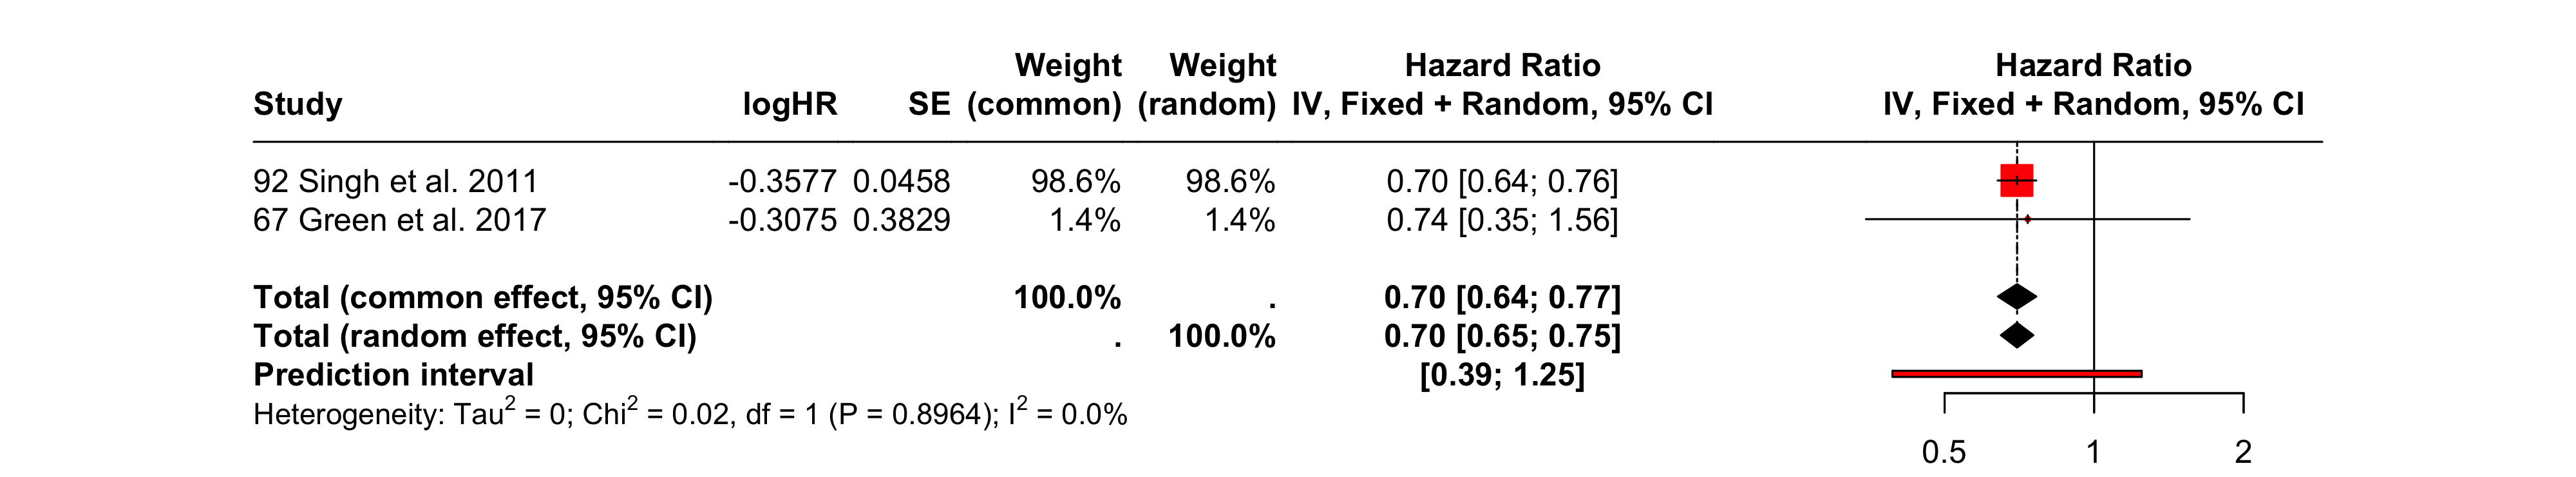 Weight Weight Hazard Ratio Hazard Ratio
Study logHR SE (common) (random) IV, Fixed + Random, 95% CI IV, Fixed + Random, 95% CI
92 Singh et al. 2011 -0.3577 0.0458 98.6% 98.6% 0.70 [0.64; 0.76]
67 Green et al. 2017 -0.3075 0.3829 1.4% 1.4% 0.74 [0.35; 1.56]
Total (common effect, 95% CI) 100.0% . 0.70 [0.64; 0.77]
Total (random effect, 95% CI) . 100.0% 0.70 [0.65; 0.75]
Prediction interval [0.39; 1.25]
Heterogeneity: Tau² = 0; Chi² = 0.02, df = 1 (P = 0.8964); I² = 0.0%
0.5 1 2